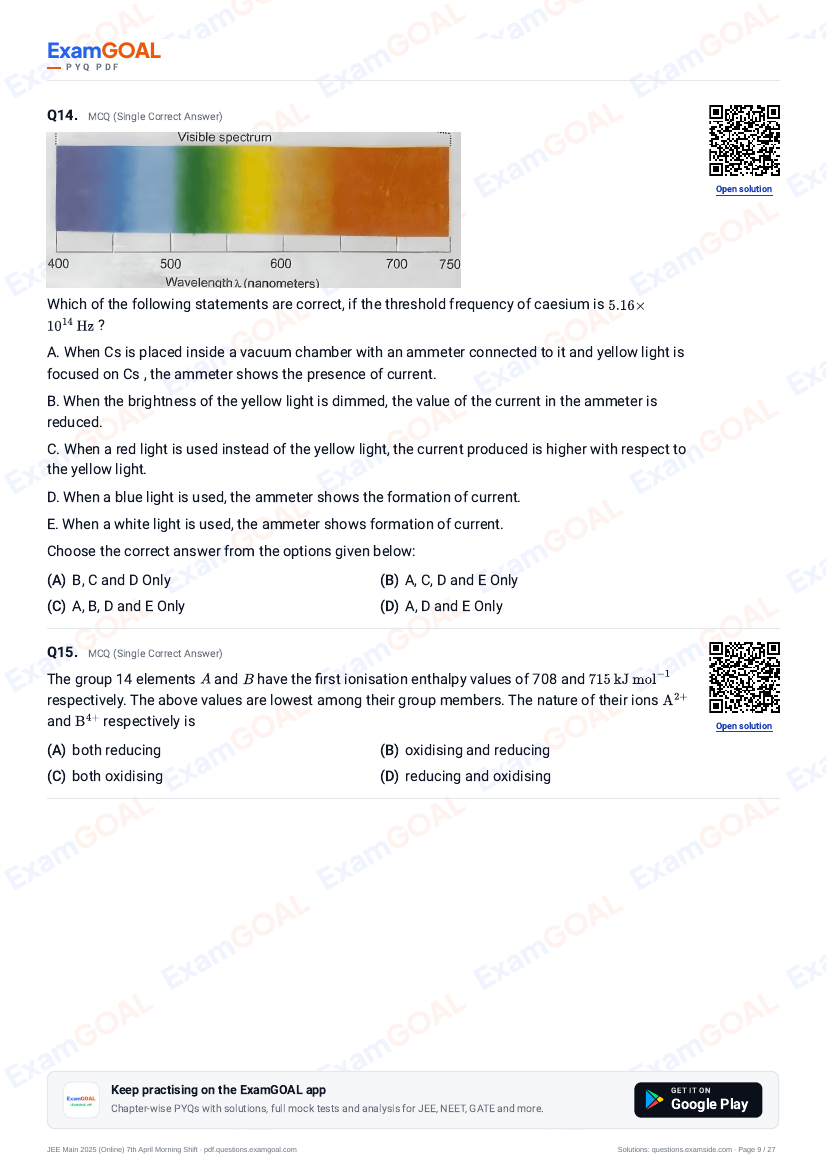 ExamGOAL
PYQ PDF
Q14. MCQ (Single Correct Answer)
Visible spectrum
400 500 600 700 750
Wavelength λ (nanometers)
Open solution
Which of the following statements are correct, if the threshold frequency of caesium is 5.16×
10¹⁴ Hz ?
A. When Cs is placed inside a vacuum chamber with an ammeter connected to it and yellow light is
focused on Cs , the ammeter shows the presence of current.
B. When the brightness of the yellow light is dimmed, the value of the current in the ammeter is
reduced.
C. When a red light is used instead of the yellow light, the current produced is higher with respect to
the yellow light.
D. When a blue light is used, the ammeter shows the formation of current.
E. When a white light is used, the ammeter shows formation of current.
Choose the correct answer from the options given below:
(A) B, C and D Only (B) A, C, D and E Only
(C) A, B, D and E Only (D) A, D and E Only
Q15. MCQ (Single Correct Answer)
Open solution
The group 14 elements A and B have the first ionisation enthalpy values of 708 and 715 kJ mol⁻¹
respectively. The above values are lowest among their group members. The nature of their ions A²⁺
and B⁴⁺ respectively is
(A) both reducing (B) oxidising and reducing
(C) both oxidising (D) reducing and oxidising
ExamGOAL
Keep practising on the ExamGOAL app
Chapter-wise PYQs with solutions, full mock tests and analysis for JEE, NEET, GATE and more.
GET IT ON
Google Play
JEE Main 2025 (Online) 7th April Morning Shift · pdf.questions.examgoal.com Solutions: questions.examside.com · Page 9 / 27